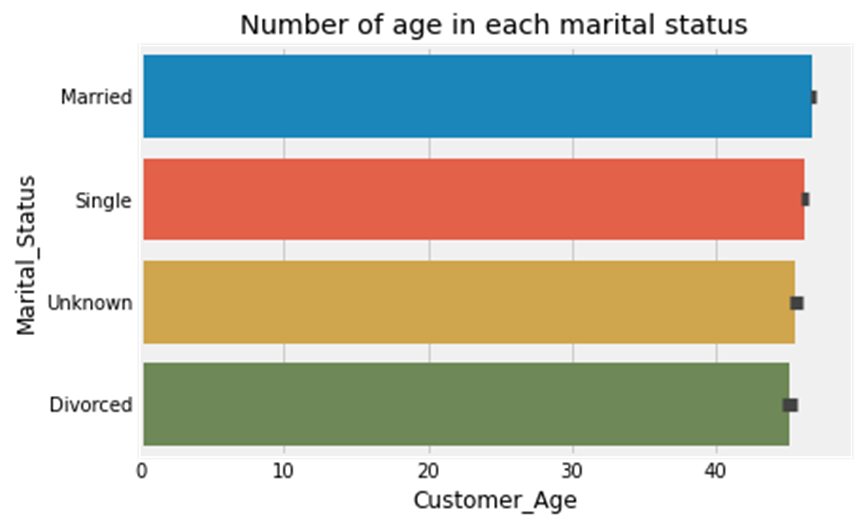 Number of age in each marital status
Marital_Status
Married
Single
Unknown
Divorced
0 10 20 30 40
Customer_Age